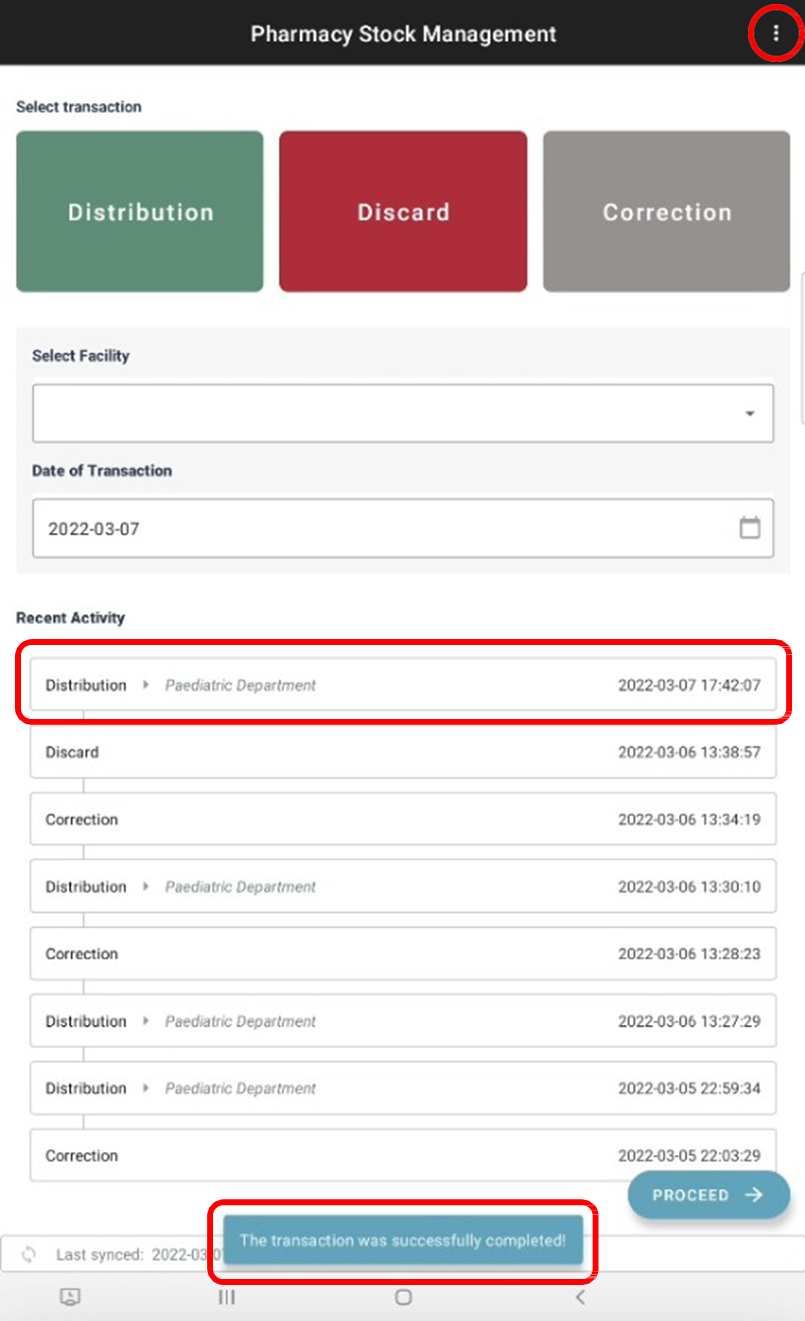 Pharmacy Stock Management
Select transaction
Distribution Discard Correction
Select Facility
Date of Transaction
2022-03-07
Recent Activity
Distribution Paediatric Department 2022-03-07 17:42:07
Discard 2022-03-06 13:38:57
Correction 2022-03-06 13:34:19
Distribution Paediatric Department 2022-03-06 13:30:10
Correction 2022-03-06 13:28:23
Distribution Paediatric Department 2022-03-06 13:27:29
Distribution Paediatric Department 2022-03-05 22:59:34
Correction 2022-03-05 22:03:29
PROCEED
The transaction was successfully completed!
Last synced: 2022-03-0